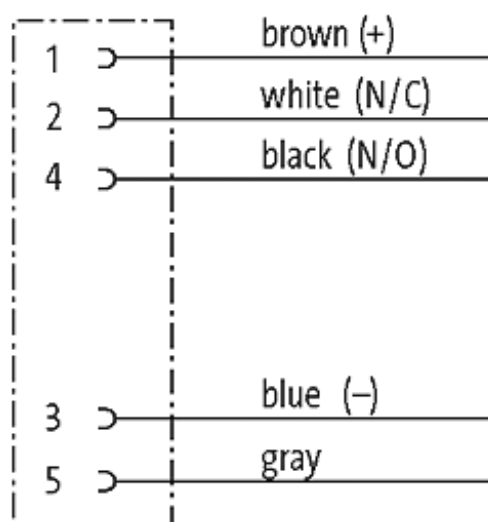 1 brown (+)
2 white (N/C)
4 black (N/O)
3 blue (–)
5 gray